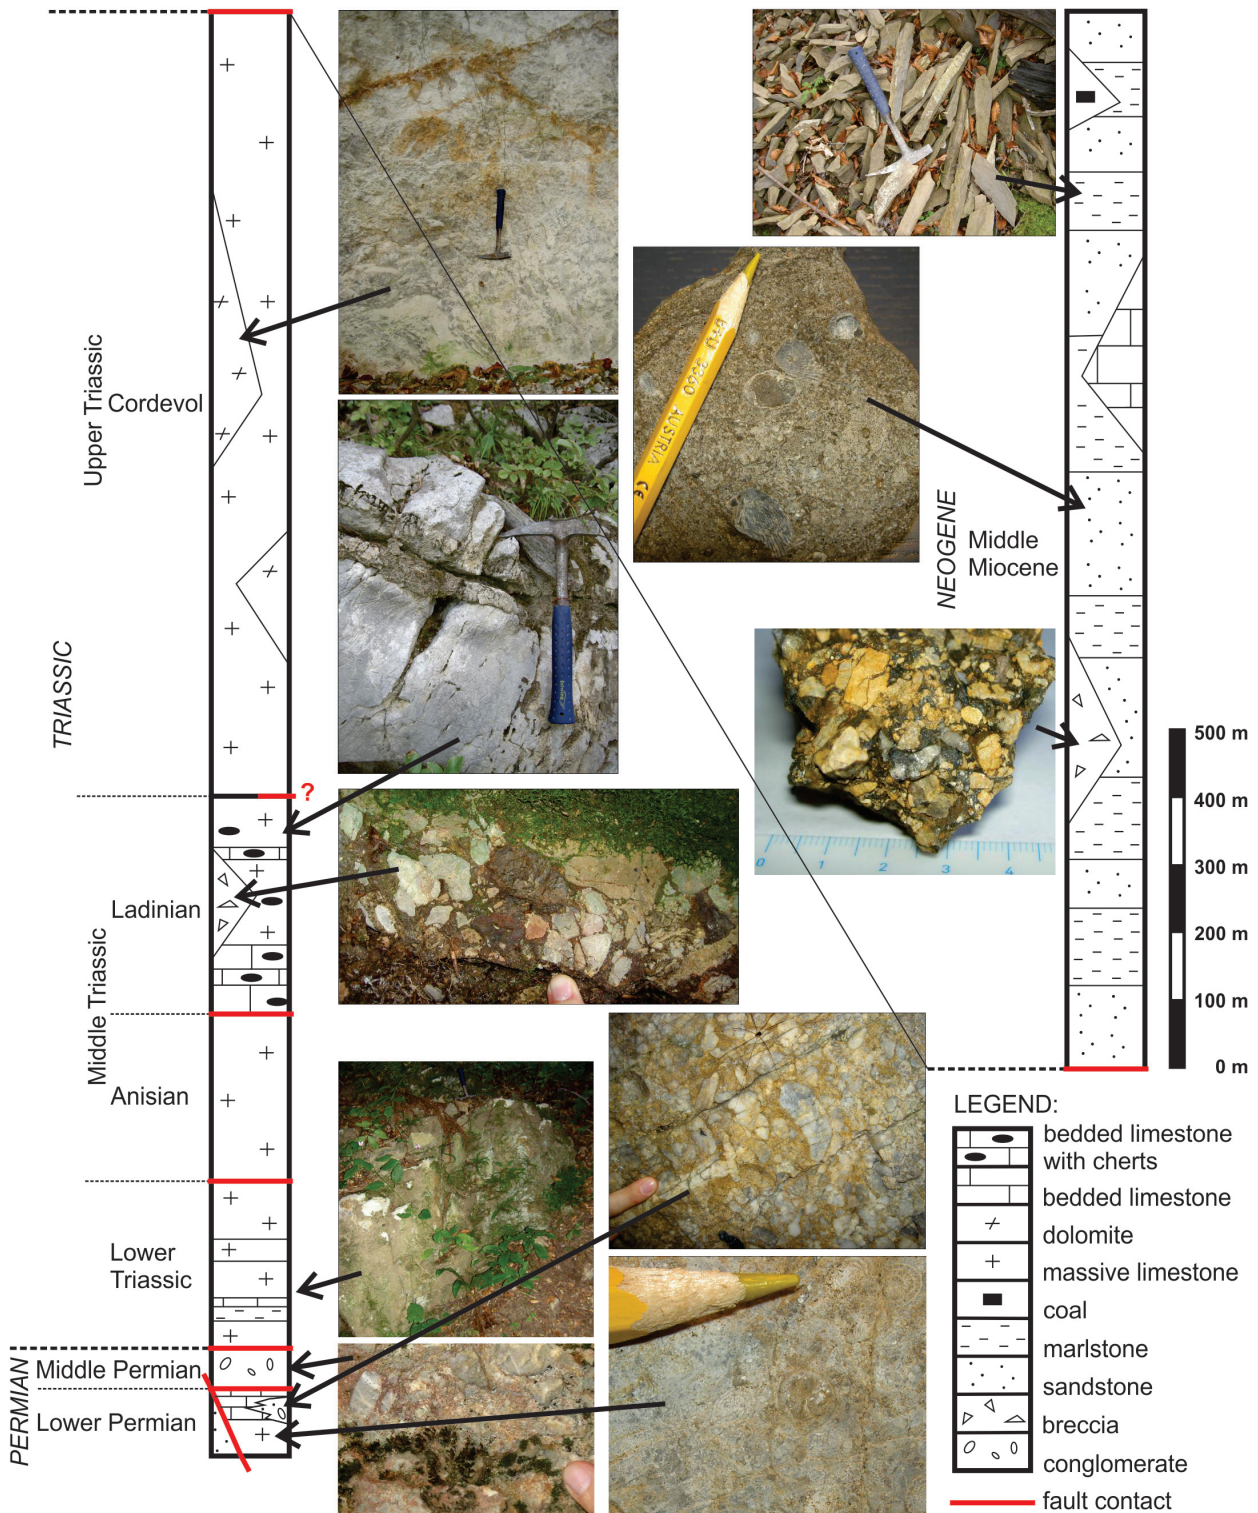 Upper Triassic
Cordevol
TRIASSIC
?
Ladinian
Middle Triassic
Anisian
Lower
Triassic
PERMIAN
Middle Permian
Lower Permian
3360 AUSTRIA
CE
NEOGENE
Middle
Miocene
0 1 2 3 4
500 m
400 m
300 m
200 m
100 m
0 m
LEGEND:
bedded limestone
with cherts
bedded limestone
dolomite
massive limestone
coal
marlstone
sandstone
breccia
conglomerate
fault contact